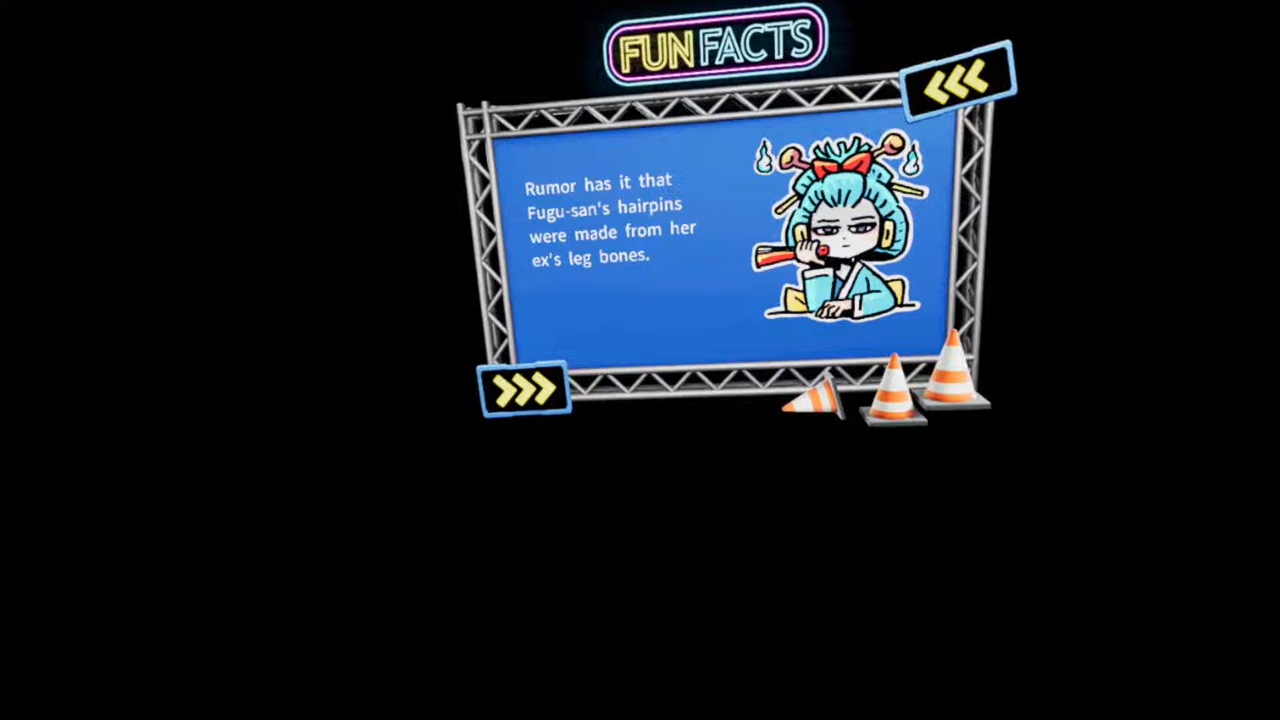 FUN FACTS
Rumor has it that
Fugu-san's hairpins
were made from her
ex's leg bones.